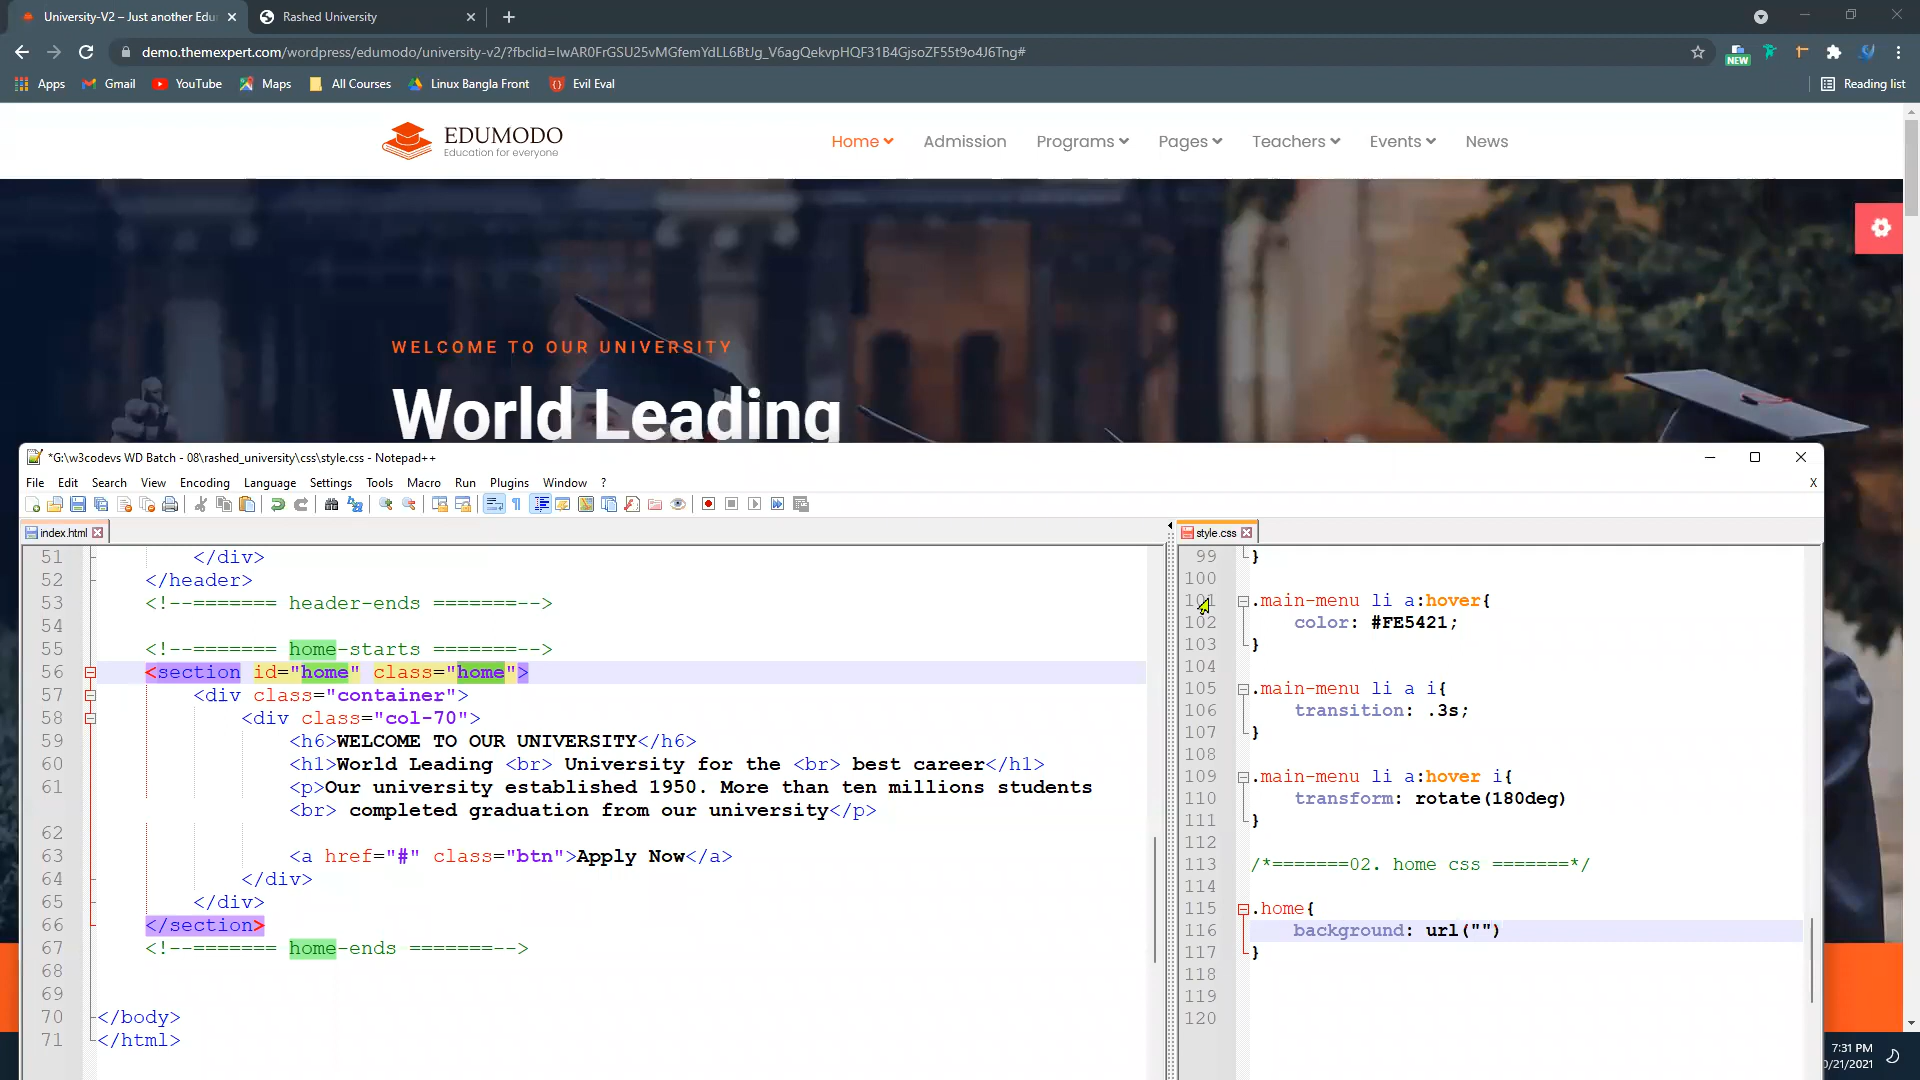 University-V2 – Just another Edu
Rashed University
demo.themexpert.com/wordpress/edumodo/university-v2/?fbclid=IwAR0FrGSU25vMGfemYdLL6BtJg_V6agQekvpHQF31B4GjsoZF55t9o4J6Tng#
NEW
Apps Gmail YouTube Maps All Courses Linux Bangla Front Evil Eval Reading list
EDUMODO
Education for everyone
Home Admission Programs Pages Teachers Events News
WELCOME TO OUR UNIVERSITY
World Leading
*G:\w3codevs WD Batch - 08\rashed_university\css\style.css - Notepad++
File Edit Search View Encoding Language Settings Tools Macro Run Plugins Window ? X
index.html
51 </div>
52 </header>
53 <!--======= header-ends =======-->
54
55 <!--======= home-starts =======-->
56 <section id="home" class="home">
57 <div class="container">
58 <div class="col-70">
59 <h6>WELCOME TO OUR UNIVERSITY</h6>
60 <h1>World Leading <br> University for the <br> best career</h1>
61 <p>Our university established 1950. More than ten millions students
<br> completed graduation from our university</p>
62
63 <a href="#" class="btn">Apply Now</a>
64 </div>
65 </div>
66 </section>
67 <!--======= home-ends =======-->
68
69
70 </body>
71 </html>
style.css
99 }
100
101 .main-menu li a:hover{
102 color: #FE5421;
103 }
104
105 .main-menu li a i{
106 transition: .3s;
107 }
108
109 .main-menu li a:hover i{
110 transform: rotate(180deg)
111 }
112
113 /*=======02. home css =======*/
114
115 .home{
116 background: url("")
117 }
118
119
120
7:31 PM
0/21/2021